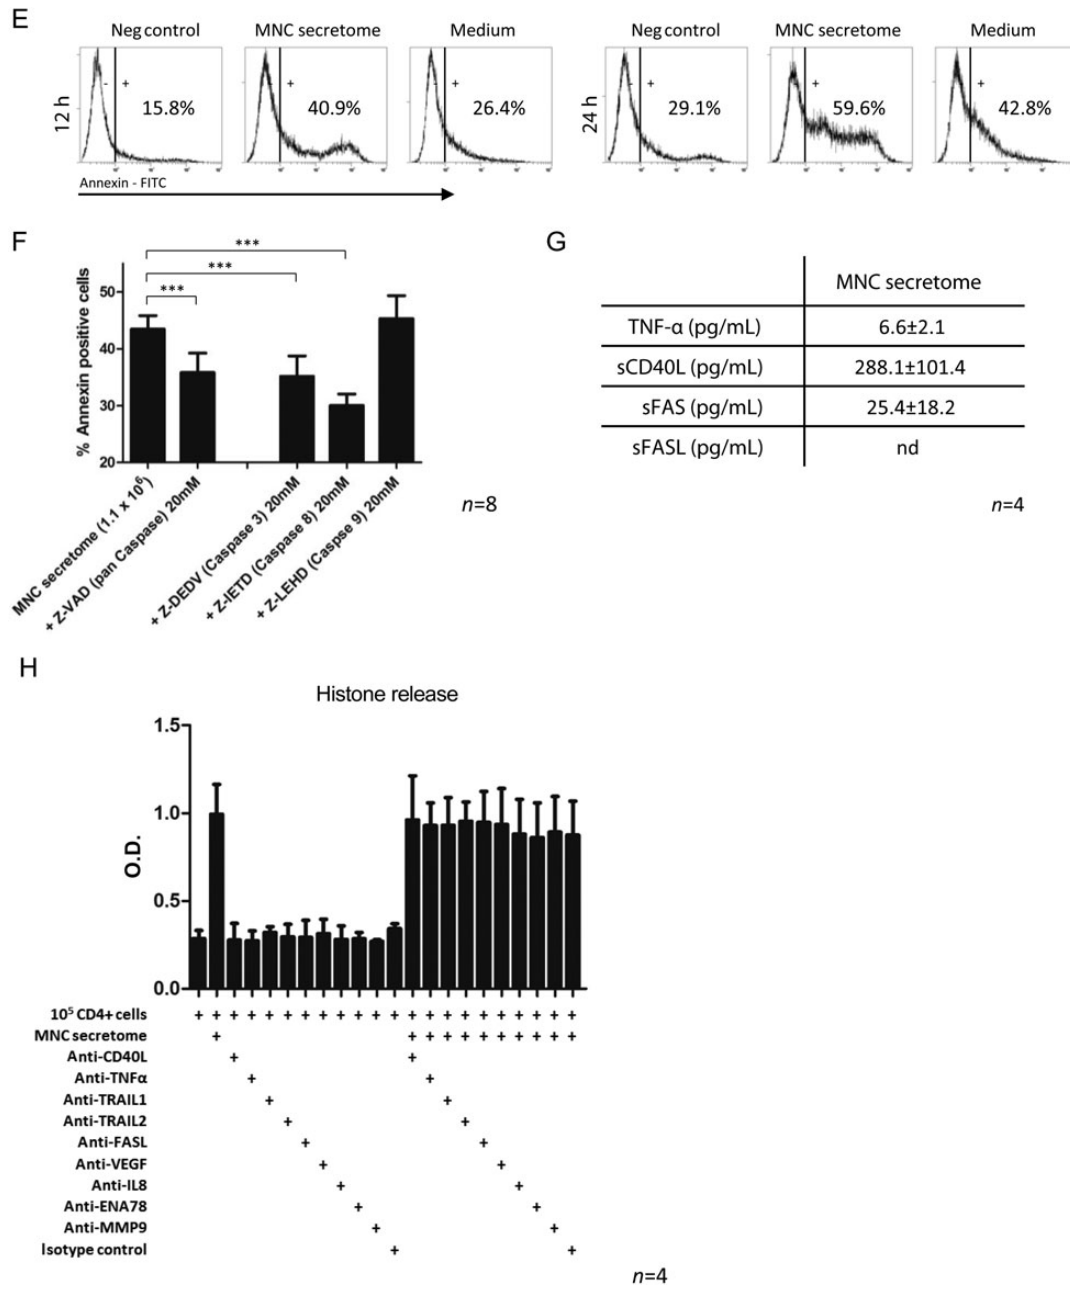 E
Neg control MNC secretome Medium Neg control MNC secretome Medium
12 h - + 15.8% + 40.9% - + 26.4% 24 h - + 29.1% + 59.6% + 42.8%
Annexin - FITC
F
***
***
***
% Annexin positive cells
50
40
30
20
MNC secretome (1.1 x 10⁶)
+ Z-VAD (pan Caspase) 20mM
+ Z-DEDV (Caspase 3) 20mM
+ Z-IETD (Caspase 8) 20mM
+ Z-LEHD (Caspse 9) 20mM
n=8
G
MNC secretome
TNF-α (pg/mL) 6.6±2.1
sCD40L (pg/mL) 288.1±101.4
sFAS (pg/mL) 25.4±18.2
sFASL (pg/mL) nd
n=4
H
Histone release
O.D.
1.5
1.0
0.5
0.0
10⁵ CD4+ cells + + + + + + + + + + + + + + + + + + + + + +
MNC secretome + + + + + + + + + + +
Anti-CD40L + +
Anti-TNFα + +
Anti-TRAIL1 + +
Anti-TRAIL2 + +
Anti-FASL + +
Anti-VEGF + +
Anti-IL8 + +
Anti-ENA78 + +
Anti-MMP9 + +
Isotype control + +
n=4